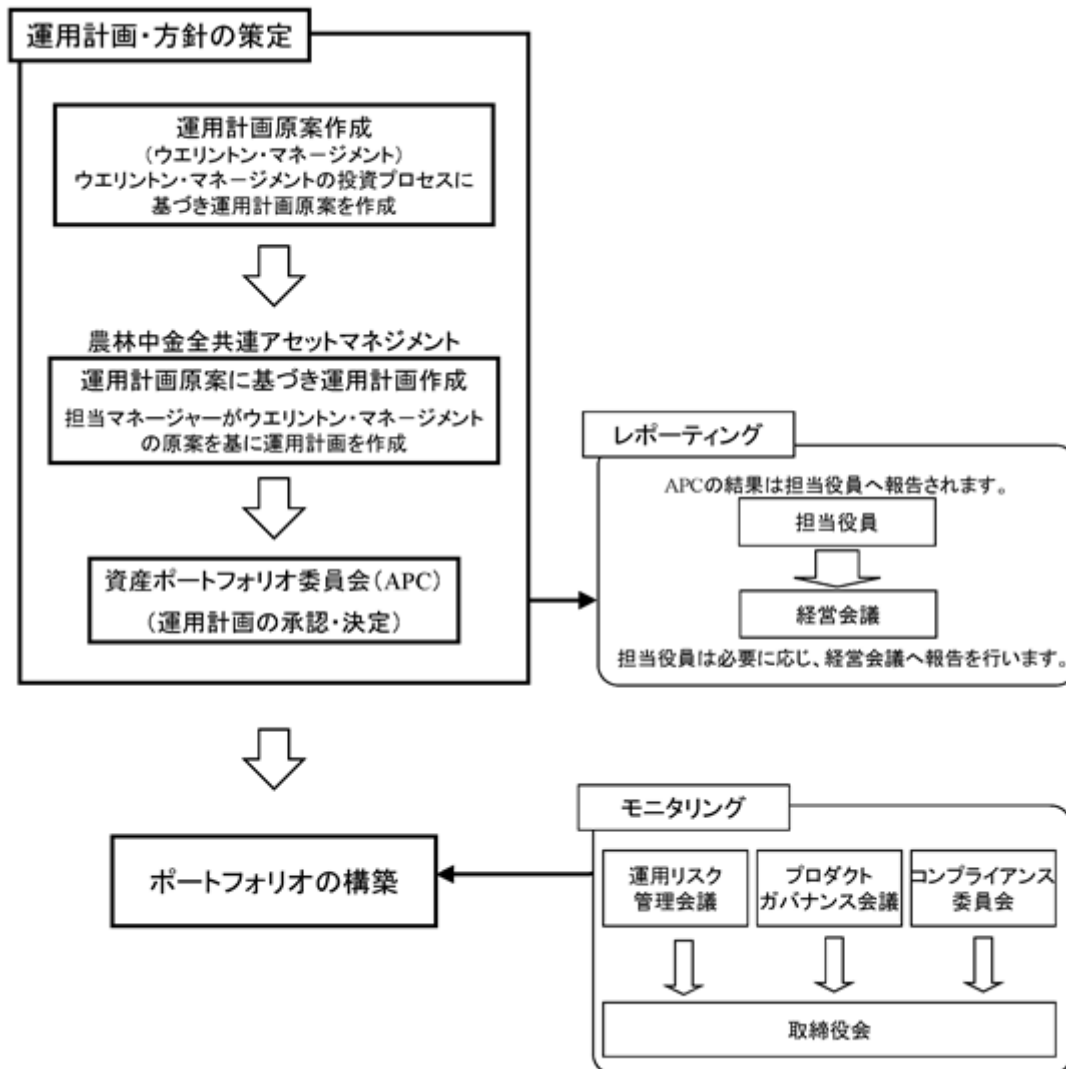 運用計画・方針の策定
運用計画原案作成
（ウエリントン・マネージメント）
ウエリントン・マネージメントの投資プロセスに
基づき運用計画原案を作成
農林中金全共連アセットマネジメント
運用計画原案に基づき運用計画作成
担当マネージャーがウエリントン・マネージメント
の原案を基に運用計画を作成
資産ポートフォリオ委員会（APC）
（運用計画の承認・決定）
レポーティング
APCの結果は担当役員へ報告されます。
担当役員
経営会議
担当役員は必要に応じ、経営会議へ報告を行います。
ポートフォリオの構築
モニタリング
運用リスク
管理会議
プロダクト
ガバナンス会議
コンプライアンス
委員会
取締役会